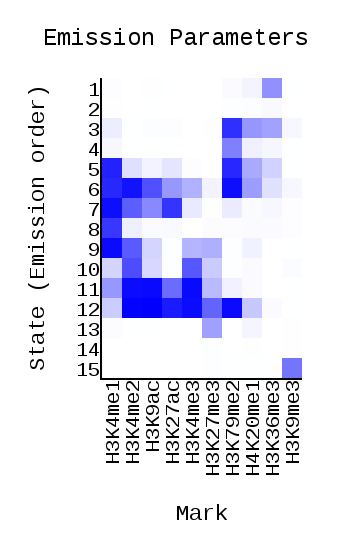 Emission Parameters
State (Emission order)
1
2
3
4
5
6
7
8
9
10
11
12
13
14
15
H3K4me1
H3K4me2
H3K9ac
H3K27ac
H3K4me3
H3K27me3
H3K79me2
H4K20me1
H3K36me3
H3K9me3
Mark